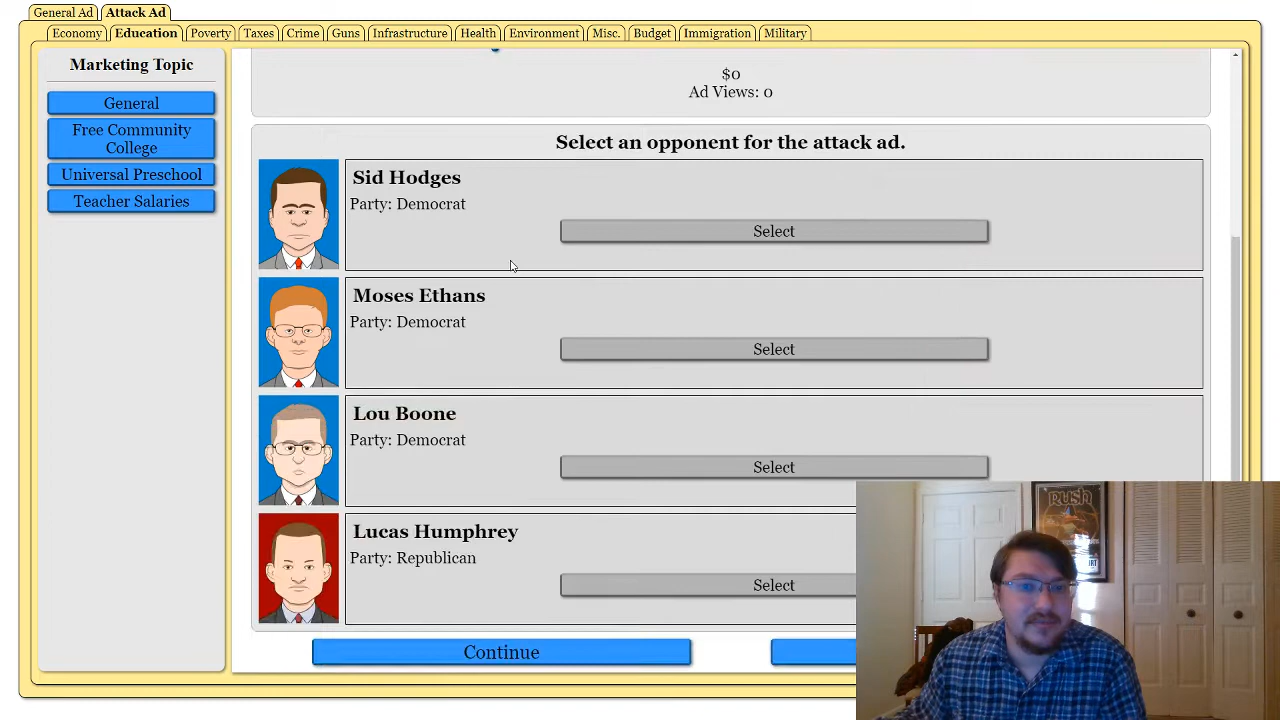 General Ad Attack Ad
Economy Education Poverty Taxes Crime Guns Infrastructure Health Environment Misc. Budget Immigration Military
Marketing Topic
General
Free Community
College
Universal Preschool
Teacher Salaries
$0
Ad Views: 0
Select an opponent for the attack ad.
Sid Hodges
Party: Democrat
Select
Moses Ethans
Party: Democrat
Select
Lou Boone
Party: Democrat
Select
Lucas Humphrey
Party: Republican
Select
Continue
RUSH